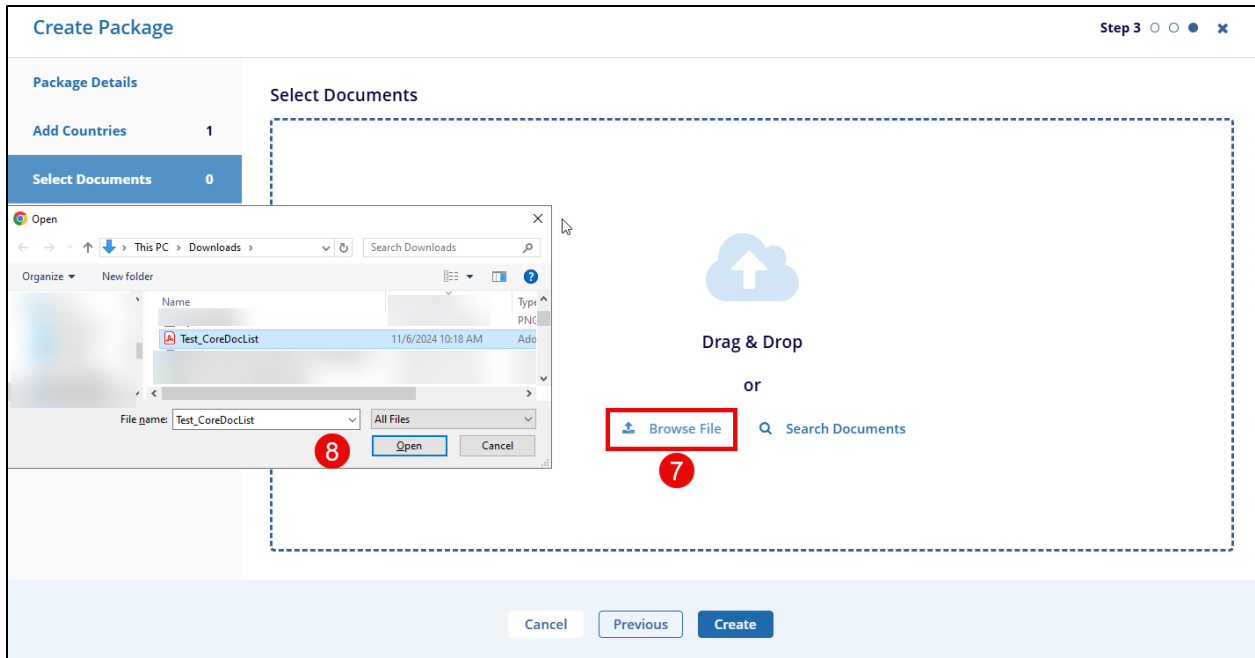 Create Package
Step 3
Package Details
Add Countries 1
Select Documents 0
Select Documents
Open
This PC > Downloads >
Search Downloads
Organize
New folder
Name
Type
PNG
Test_CoreDocList 11/6/2024 10:18 AM Ado
File name: Test_CoreDocList
All Files
Open
Cancel
8
Drag & Drop
or
Browse File
Search Documents
7
Cancel
Previous
Create